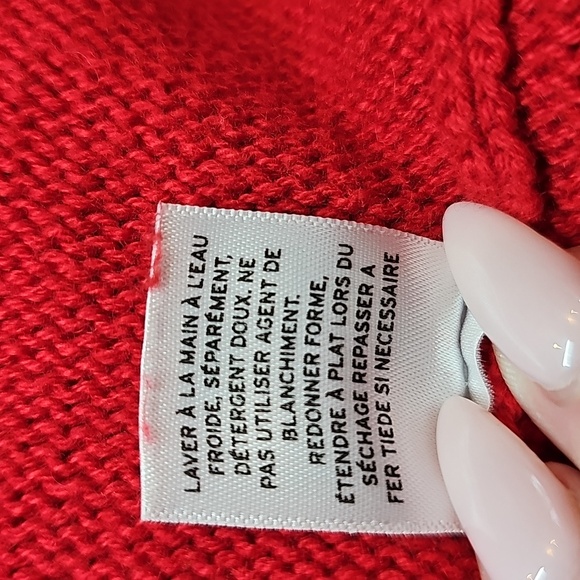 LAVER À LA MAIN À L'EAU
FROIDE, SÉPARÉMENT,
DÉTERGENT DOUX. NE
PAS UTILISER AGENT DE
BLANCHIMENT.
REDONNER FORME,
ÉTENDRE À PLAT LORS DU
SÉCHAGE REPASSER A
FER TIEDE SI NECESSAIRE